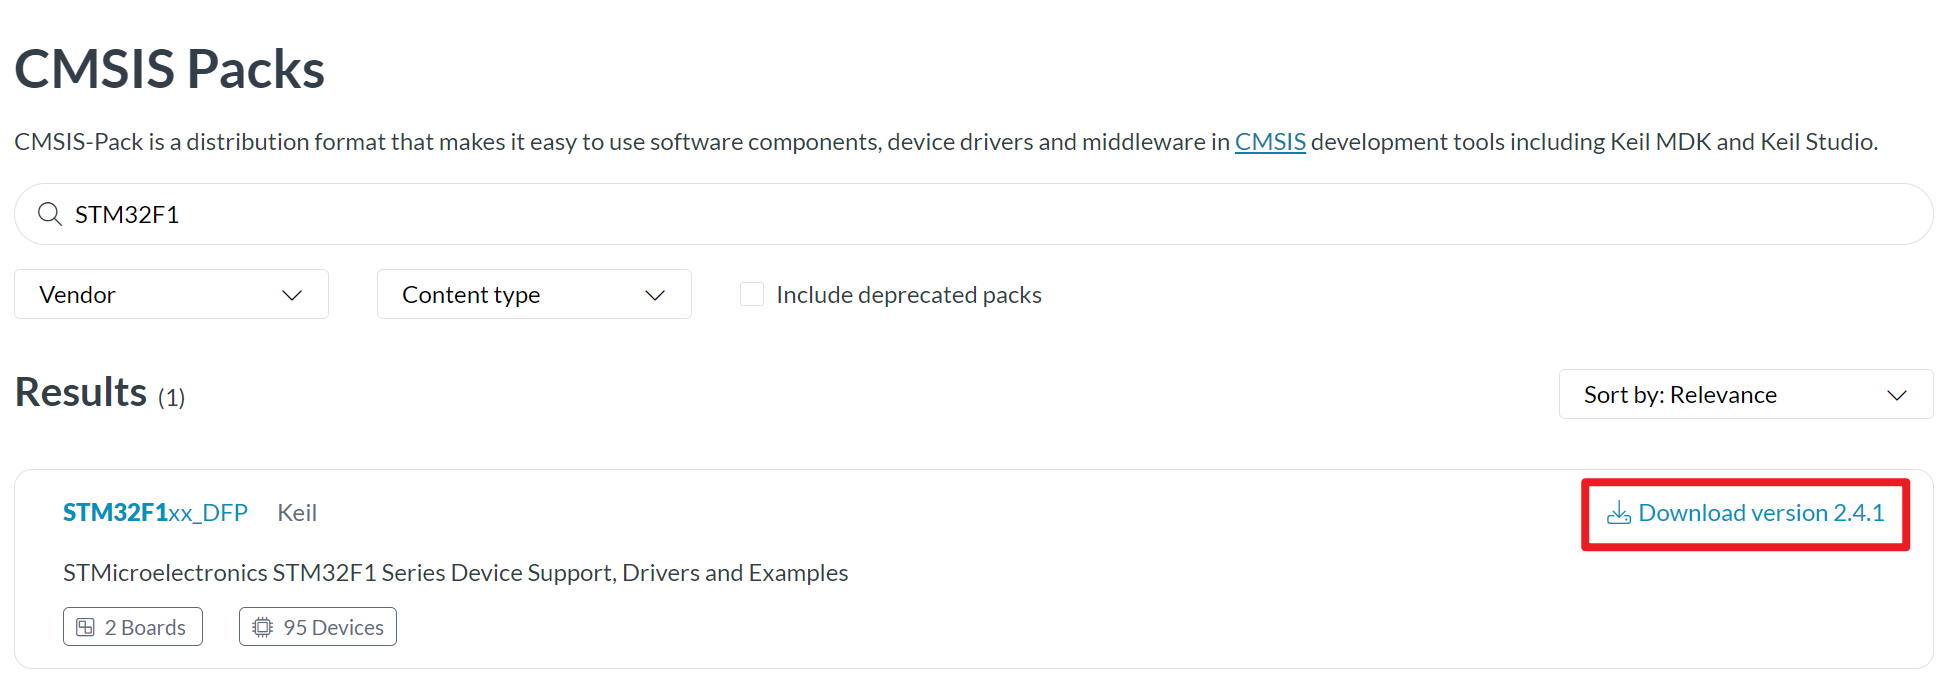 CMSIS Packs
CMSIS-Pack is a distribution format that makes it easy to use software components, device drivers and middleware in CMSIS development tools including Keil MDK and Keil Studio.
STM32F1
Vendor
Content type
Include deprecated packs
Results (1)
Sort by: Relevance
STM32F1xx_DFP Keil
Download version 2.4.1
STMicroelectronics STM32F1 Series Device Support, Drivers and Examples
2 Boards
95 Devices